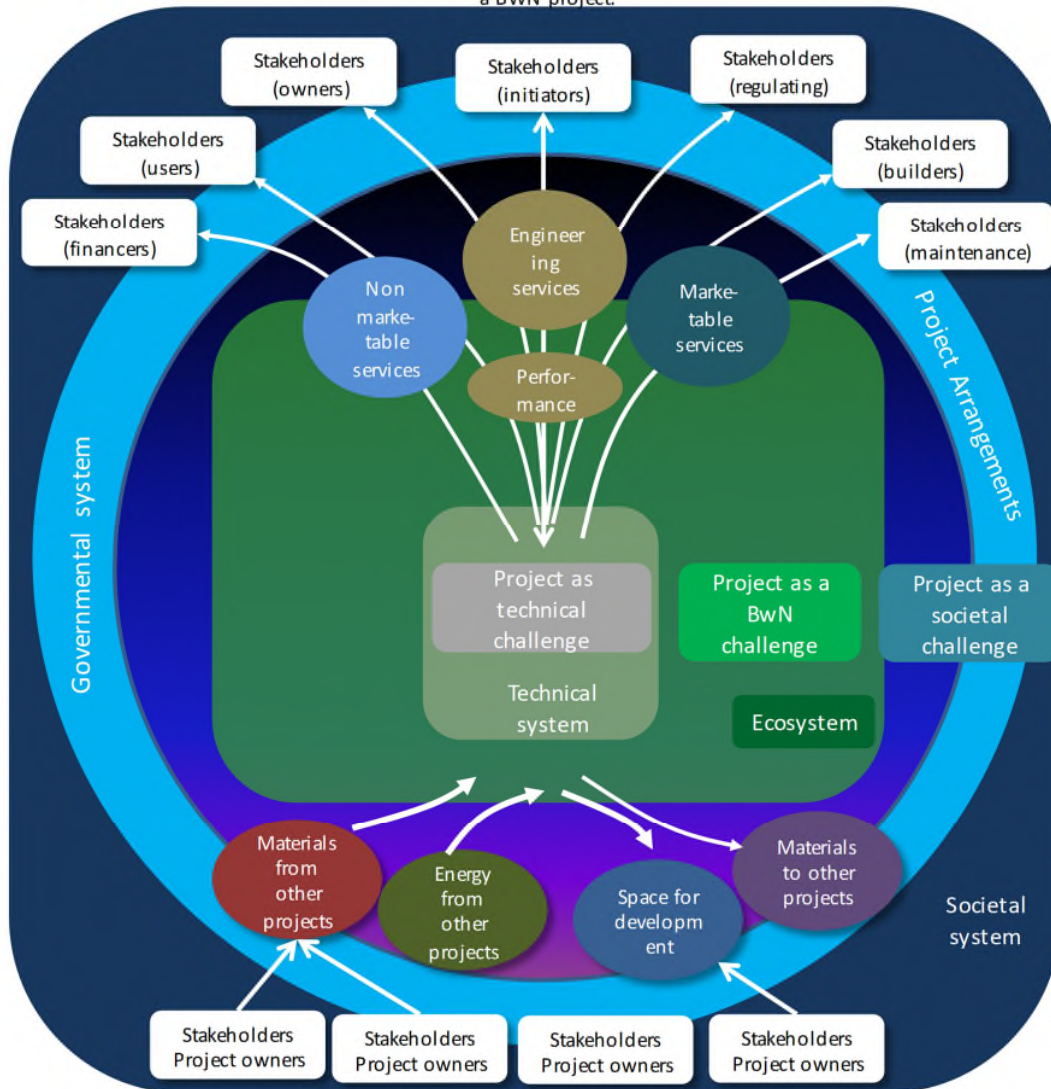 a BwN project.
Stakeholders
(owners)
Stakeholders
(initiators)
Stakeholders
(regulating)
Stakeholders
(users)
Stakeholders
(builders)
Stakeholders
(financers)
Stakeholders
(maintenance)
Engineer
ing
services
Non
marke-
table
services
Marke-
table
services
Perfor-
mance
Governmental system
Project Arrangements
Project as
technical
challenge
Project as a
BwN
challenge
Project as a
societal
challenge
Technical
system
Ecosystem
Materials
from
other
projects
Energy
from
other
projects
Space for
developm
ent
Materials
to other
projects
Societal
system
Stakeholders
Project owners
Stakeholders
Project owners
Stakeholders
Project owners
Stakeholders
Project owners